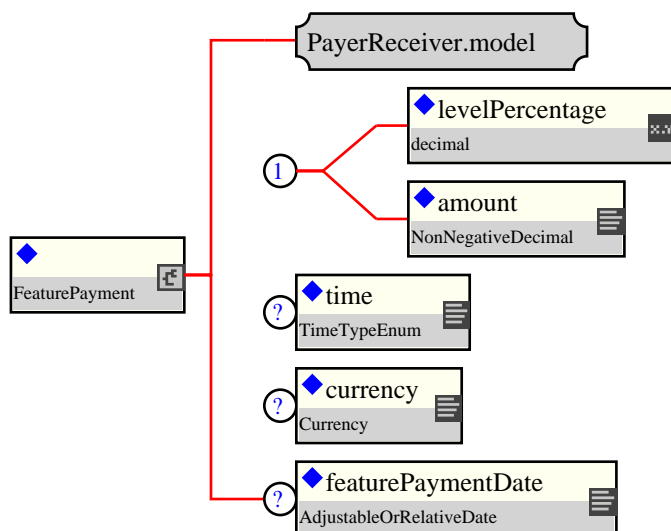 PayerReceiver.model
levelPercentage
x.x
decimal
1
amount
NonNegativeDecimal
FeaturePayment
?
time
TimeTypeEnum
?
currency
Currency
?
featurePaymentDate
AdjustableOrRelativeDate